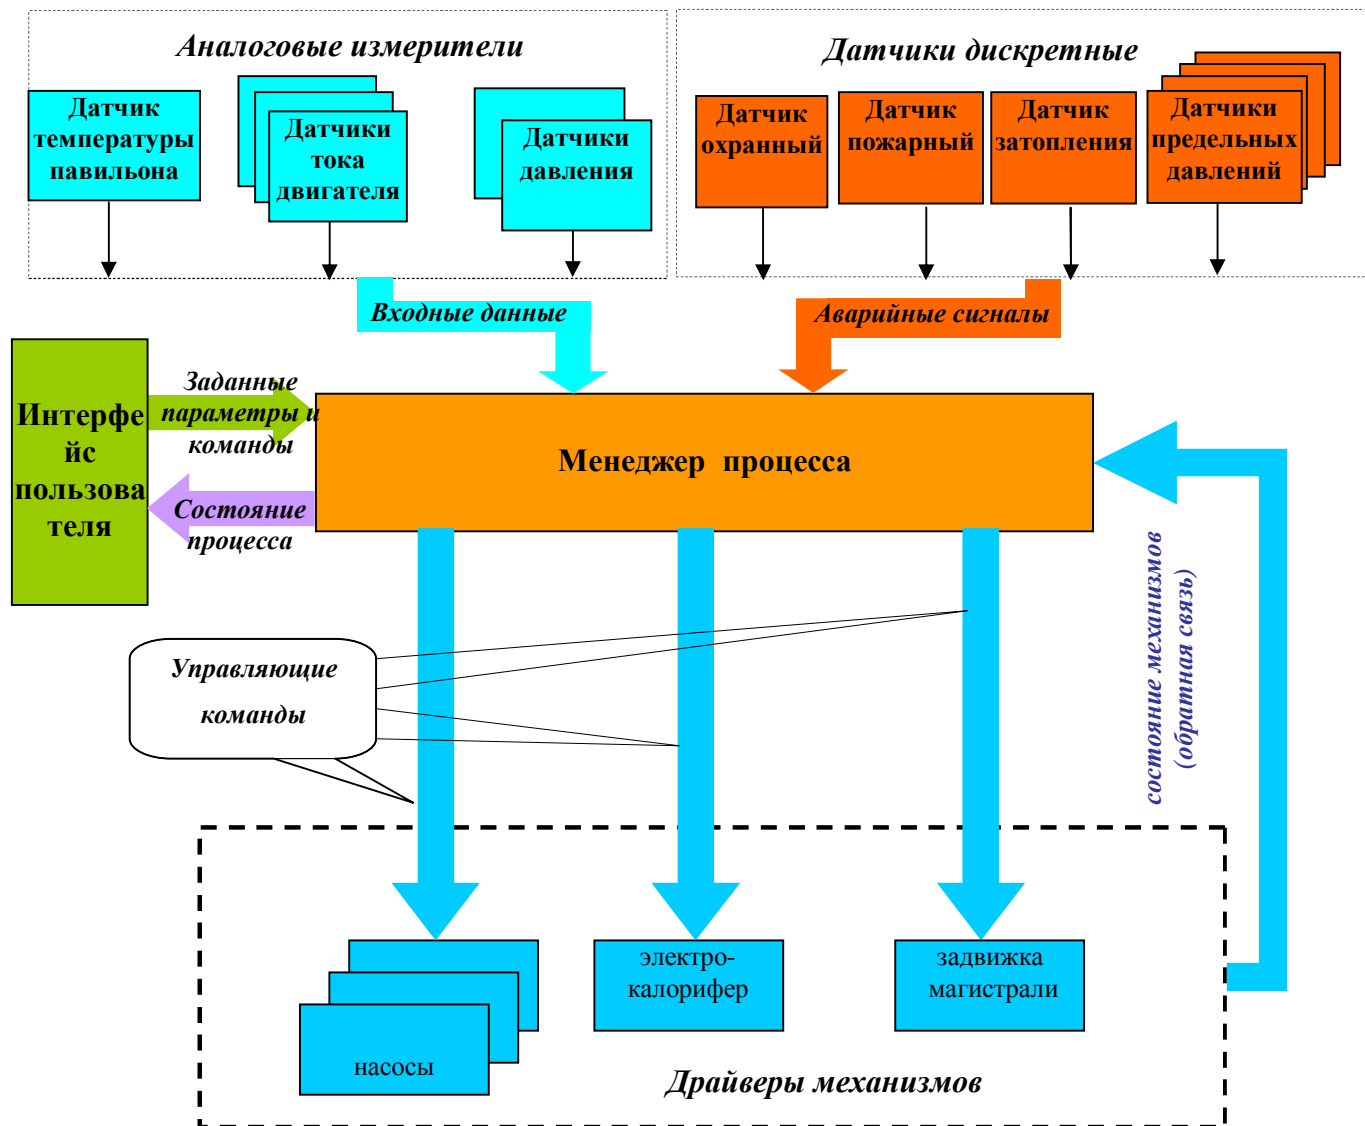 Аналоговые измерители
Датчики дискретные
Датчик
температуры
павильона
Датчики
тока
двигателя
Датчики
давления
Датчик
охранный
Датчик
пожарный
Датчик
затопления
Датчики
предельных
давлений
Входные данные
Аварийные сигналы
Интерфе
йс
пользова
теля
Заданные
параметры и
команды
Состояние
процесса
Менеджер процесса
Управляющие
команды
состояние механизмов
(обратная связь)
насосы
электро-
калорифер
задвижка
магистрали
Драйверы механизмов